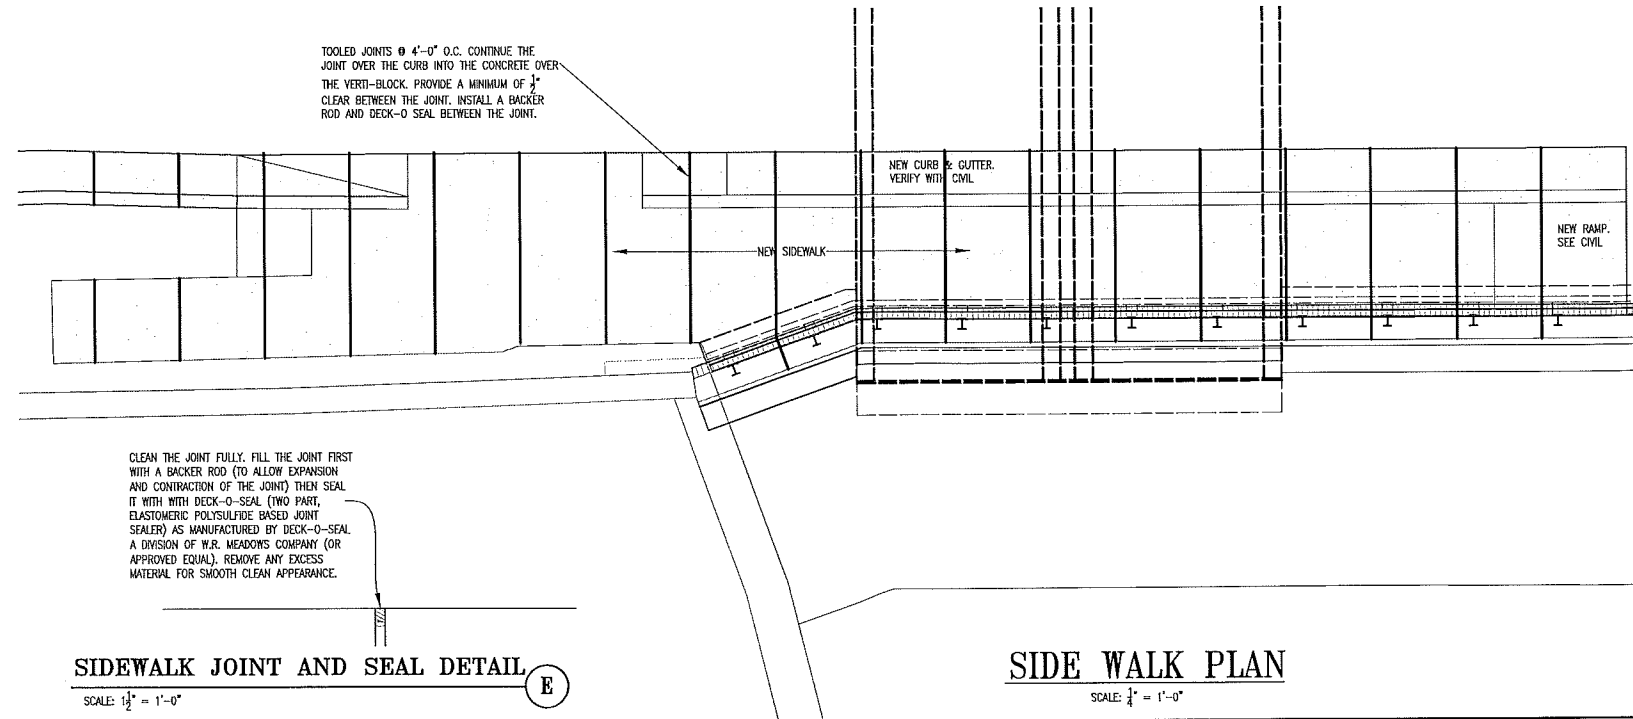 TOOLED JOINTS @ 4'-0" O.C. CONTINUE THE
JOINT OVER THE CURB INTO THE CONCRETE OVER
THE VERTI-BLOCK. PROVIDE A MINIMUM OF 1/2"
CLEAR BETWEEN THE JOINT. INSTALL A BACKER
ROD AND DECK-O SEAL BETWEEN THE JOINT.
NEW CURB & GUTTER.
VERIFY WITH CIVIL
NEW SIDEWALK
NEW RAMP.
SEE CIVIL
CLEAN THE JOINT FULLY. FILL THE JOINT FIRST
WITH A BACKER ROD (TO ALLOW EXPANSION
AND CONTRACTION OF THE JOINT) THEN SEAL
IT WITH WITH DECK-O-SEAL (TWO PART,
ELASTOMERIC POLYSULFIDE BASED JOINT
SEALER) AS MANUFACTURED BY DECK-O-SEAL
A DIVISION OF W.R. MEADOWS COMPANY (OR
APPROVED EQUAL). REMOVE ANY EXCESS
MATERIAL FOR SMOOTH CLEAN APPEARANCE.
SIDEWALK JOINT AND SEAL DETAIL
E
SCALE: 1 1/2" = 1'-0"
SIDE WALK PLAN
SCALE: 1/4" = 1'-0"